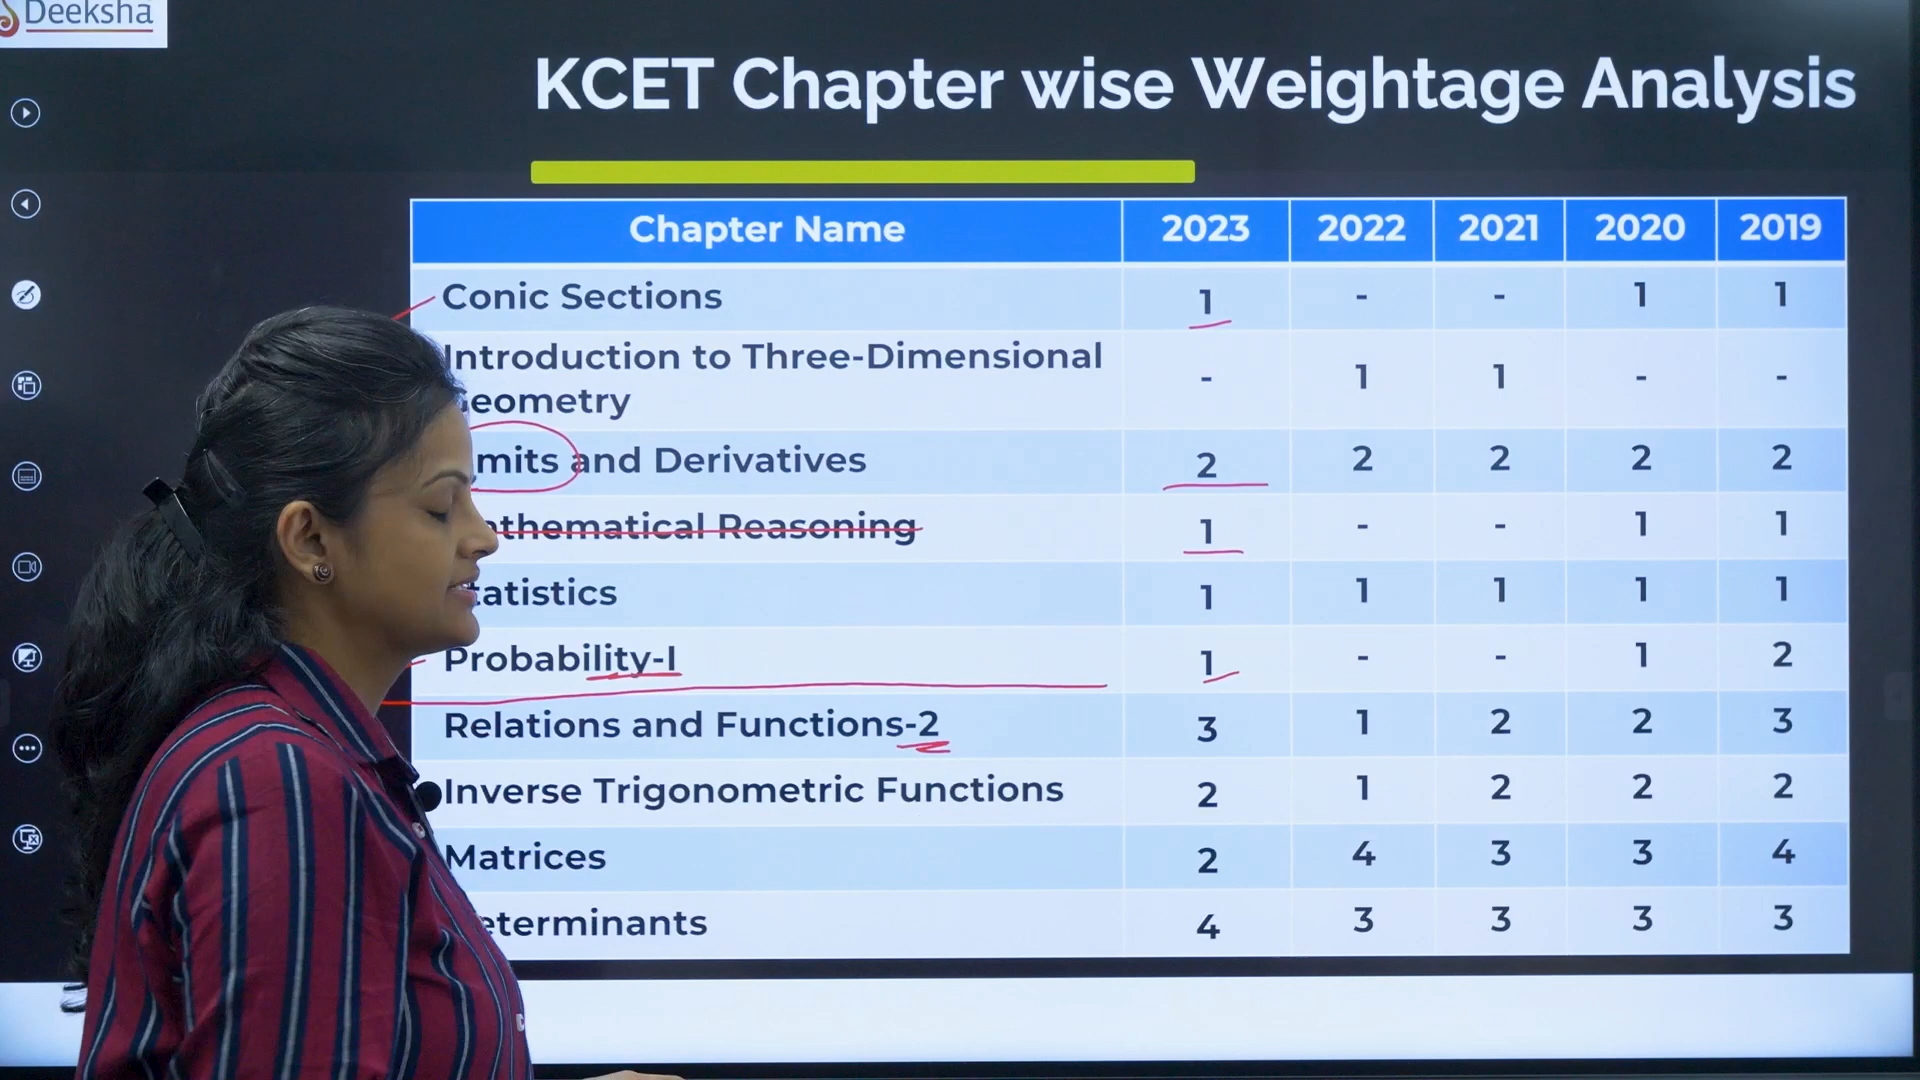 Deeksha
KCET Chapter wise Weightage Analysis
Chapter Name 2023 2022 2021 2020 2019
Conic Sections 1 - - 1 1
Introduction to Three-Dimensional
eometry - 1 1 - -
mits and Derivatives 2 2 2 2 2
thematical Reasoning 1 - - 1 1
tatistics 1 1 1 1 1
Probability-I 1 - - 1 2
Relations and Functions-2 3 1 2 2 3
Inverse Trigonometric Functions 2 1 2 2 2
Matrices 2 4 3 3 4
eterminants 4 3 3 3 3